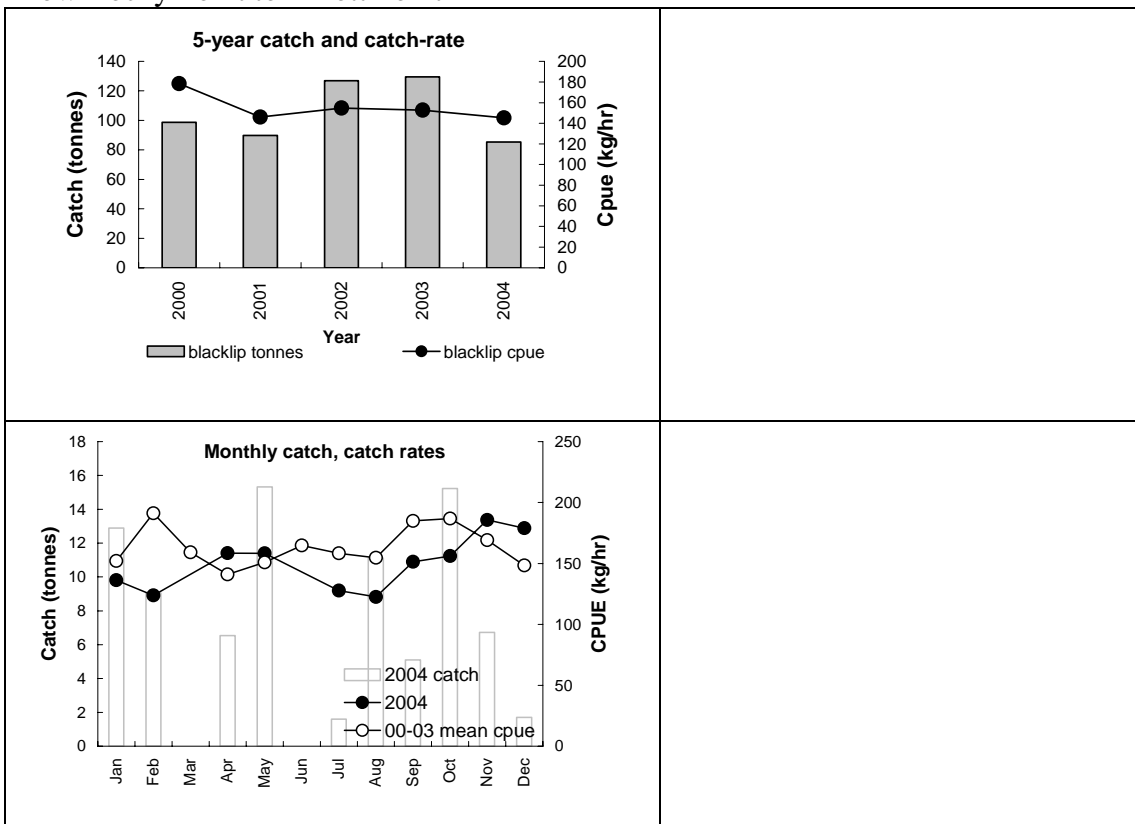 5-year catch and catch-rate
140
120
100
80
60
40
20
0
Catch (tonnes)
200
180
160
140
120
100
80
60
40
20
0
Cpue (kg/hr)
2000
2001
2002
2003
2004
Year
blacklip tonnes
blacklip cpue
Monthly catch, catch rates
18
16
14
12
10
8
6
4
2
0
Catch (tonnes)
250
200
150
100
50
0
CPUE (kg/hr)
2004 catch
2004
00-03 mean cpue
Jan
Feb
Mar
Apr
May
Jun
Jul
Aug
Sep
Oct
Nov
Dec